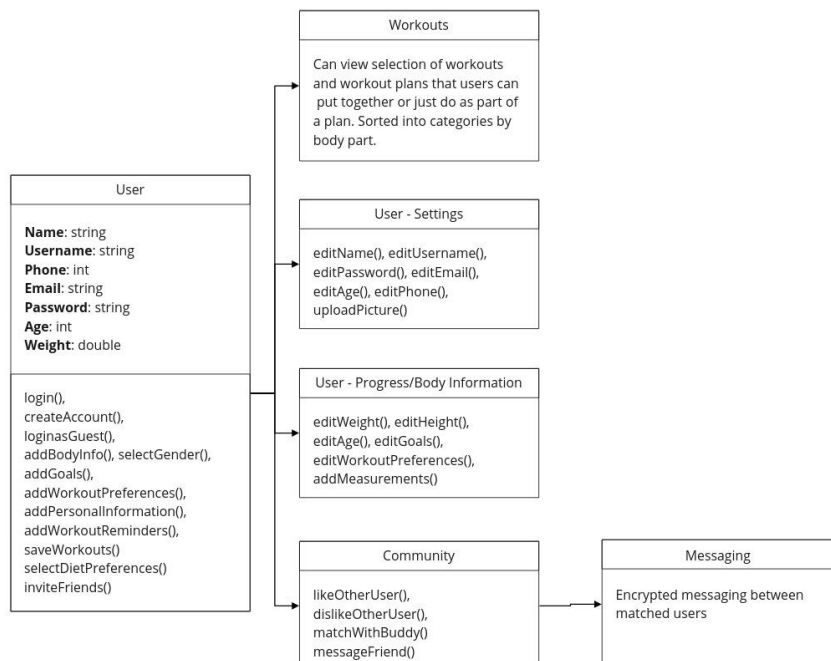 Workouts
Can view selection of workouts
and workout plans that users can
put together or just do as part of
a plan. Sorted into categories by
body part.
User
Name: string
Username: string
Phone: int
Email: string
Password: string
Age: int
Weight: double
login(),
createAccount(),
loginasGuest(),
addBodyInfo(), selectGender(),
addGoals(),
addWorkoutPreferences(),
addPersonalInformation(),
addWorkoutReminders(),
saveWorkouts()
selectDietPreferences()
inviteFriends()
User - Settings
editName(), editUsername(),
editPassword(), editEmail(),
editAge(), editPhone(),
uploadPicture()
User - Progress/Body Information
editWeight(), editHeight(),
editAge(), editGoals(),
editWorkoutPreferences(),
addMeasurements()
Community
likeOtherUser(),
dislikeOtherUser(),
matchWithBuddy()
messageFriend()
Messaging
Encrypted messaging between
matched users